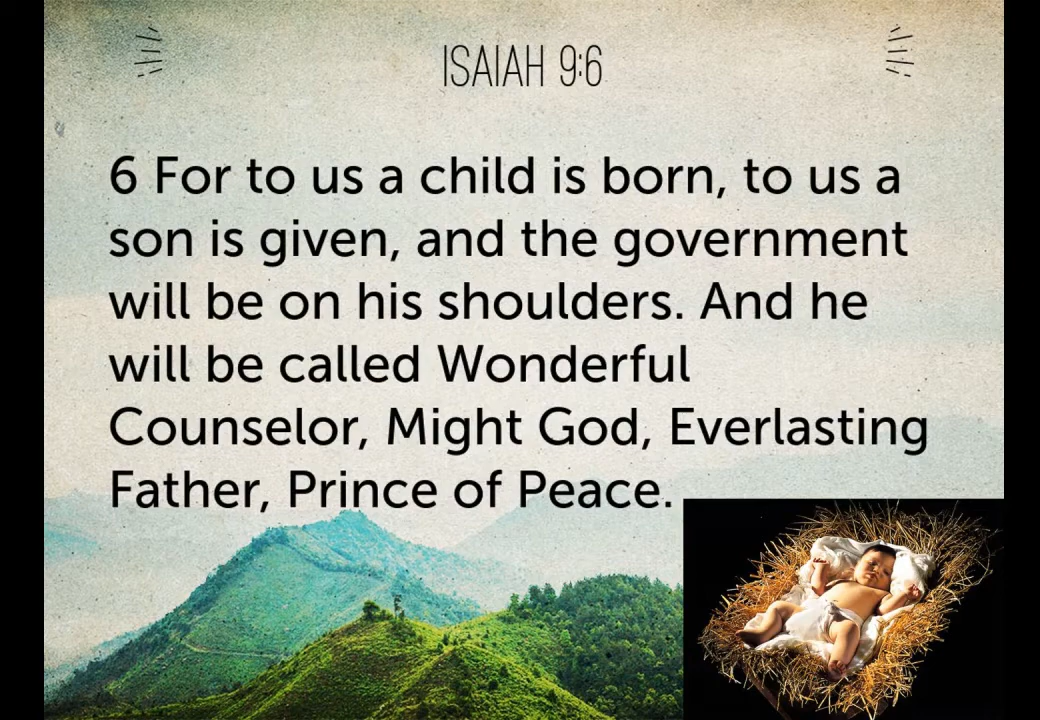 ISAIAH 9:6
6 For to us a child is born, to us a
son is given, and the government
will be on his shoulders. And he
will be called Wonderful
Counselor, Might God, Everlasting
Father, Prince of Peace.